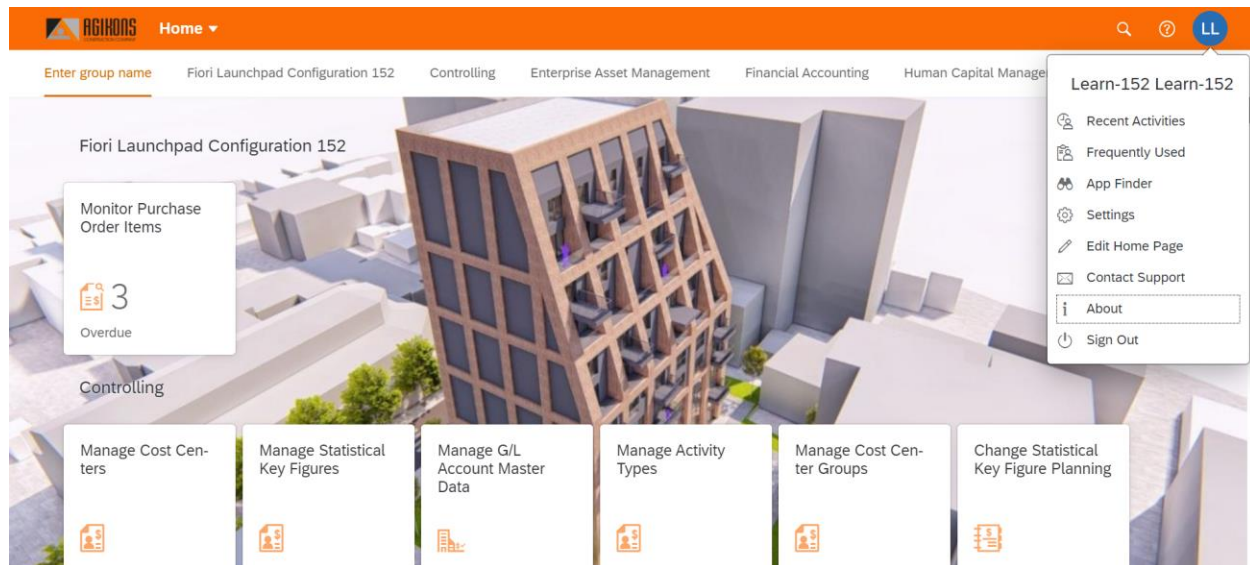 AGIKONS
CONSTRUCTION COMPANY
Home
LL
Enter group name
Fiori Launchpad Configuration 152
Controlling
Enterprise Asset Management
Financial Accounting
Human Capital Manage
Learn-152 Learn-152
Recent Activities
Frequently Used
App Finder
Settings
Edit Home Page
Contact Support
About
Sign Out
Fiori Launchpad Configuration 152
Monitor Purchase
Order Items
3
Overdue
Controlling
Manage Cost Cen-
ters
Manage Statistical
Key Figures
Manage G/L
Account Master
Data
Manage Activity
Types
Manage Cost Cen-
ter Groups
Change Statistical
Key Figure Planning